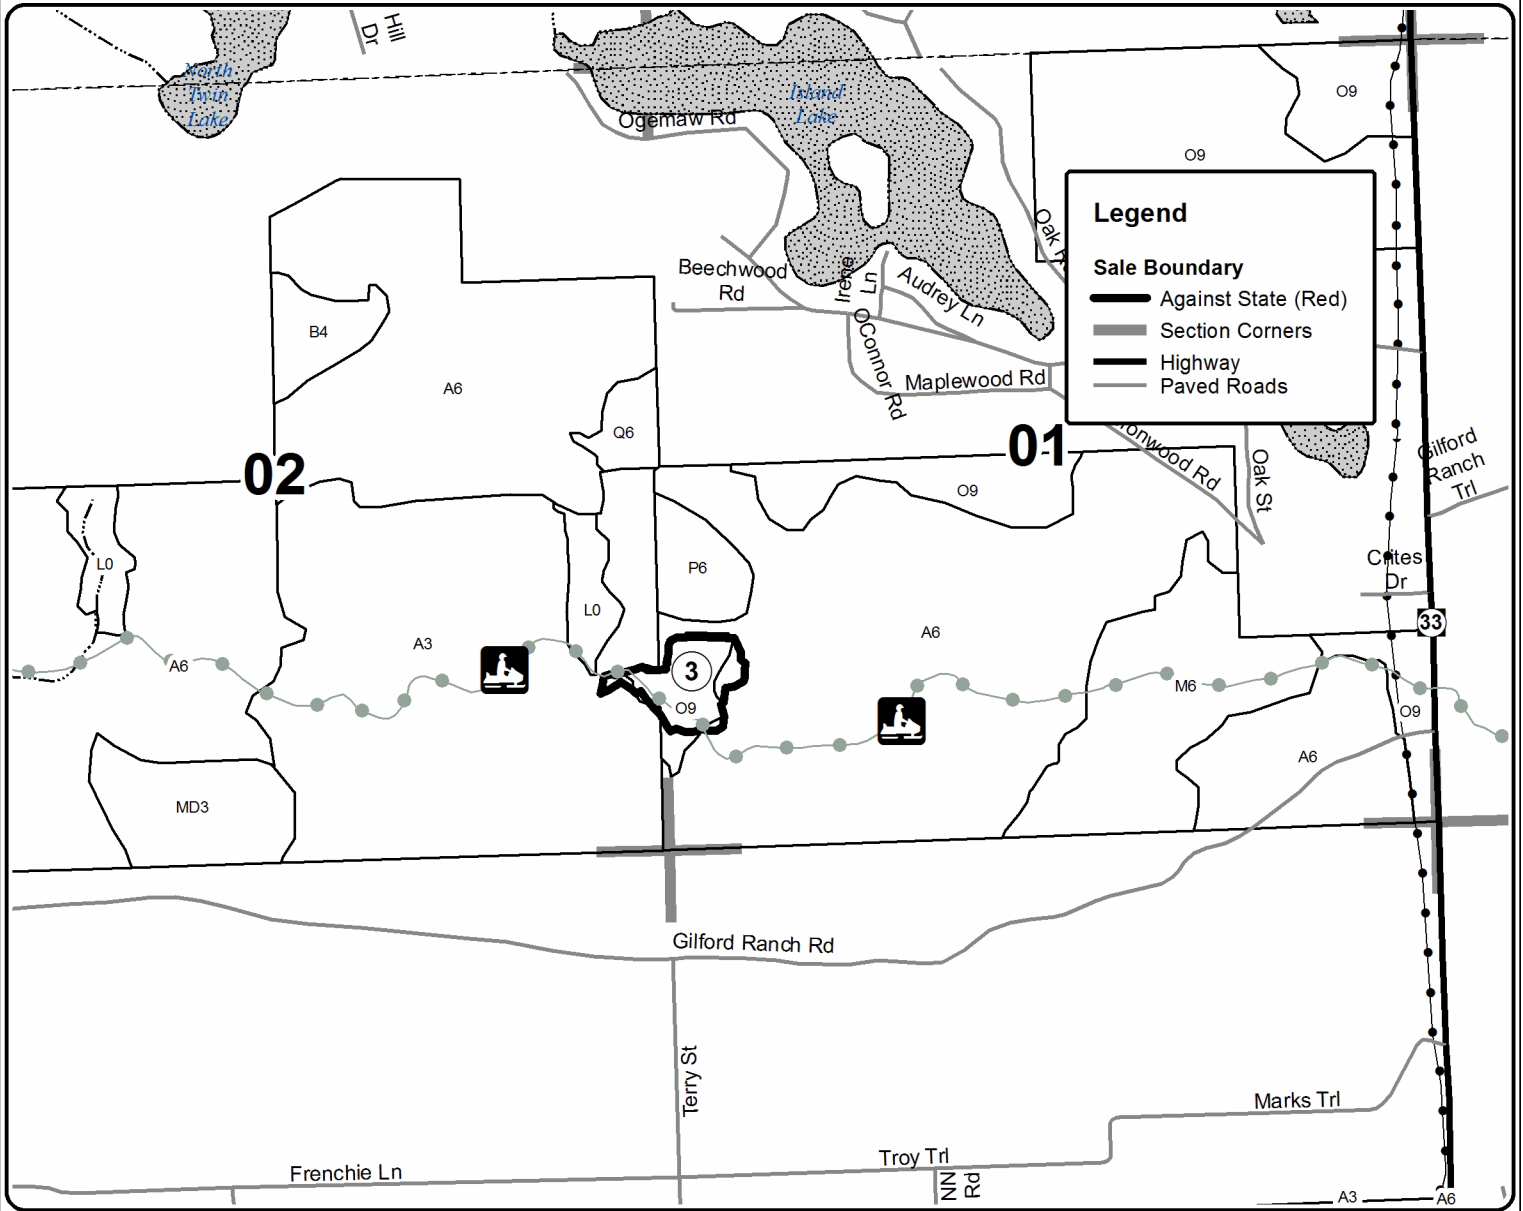 Hill
Dr
North
Twin
Lake
Island
Lake
Ogemaw Rd
O9
O9
Oak
Legend
Sale Boundary
Against State (Red)
Section Corners
Highway
Paved Roads
Beechwood
Rd
Irene
Ln
Audrey Ln
OConnor Rd
Maplewood Rd
B4
A6
Q6
02
01
ronwood Rd
Oak St
Gilford
Ranch
Trl
O9
L0
P6
Crites
Dr
L0
33
A3
A6
A6
3
M6
O9
O9
A6
MD3
Gilford Ranch Rd
Terry St
Marks Trl
Troy Trl
Frenchie Ln
NN
Rd
A3
A6